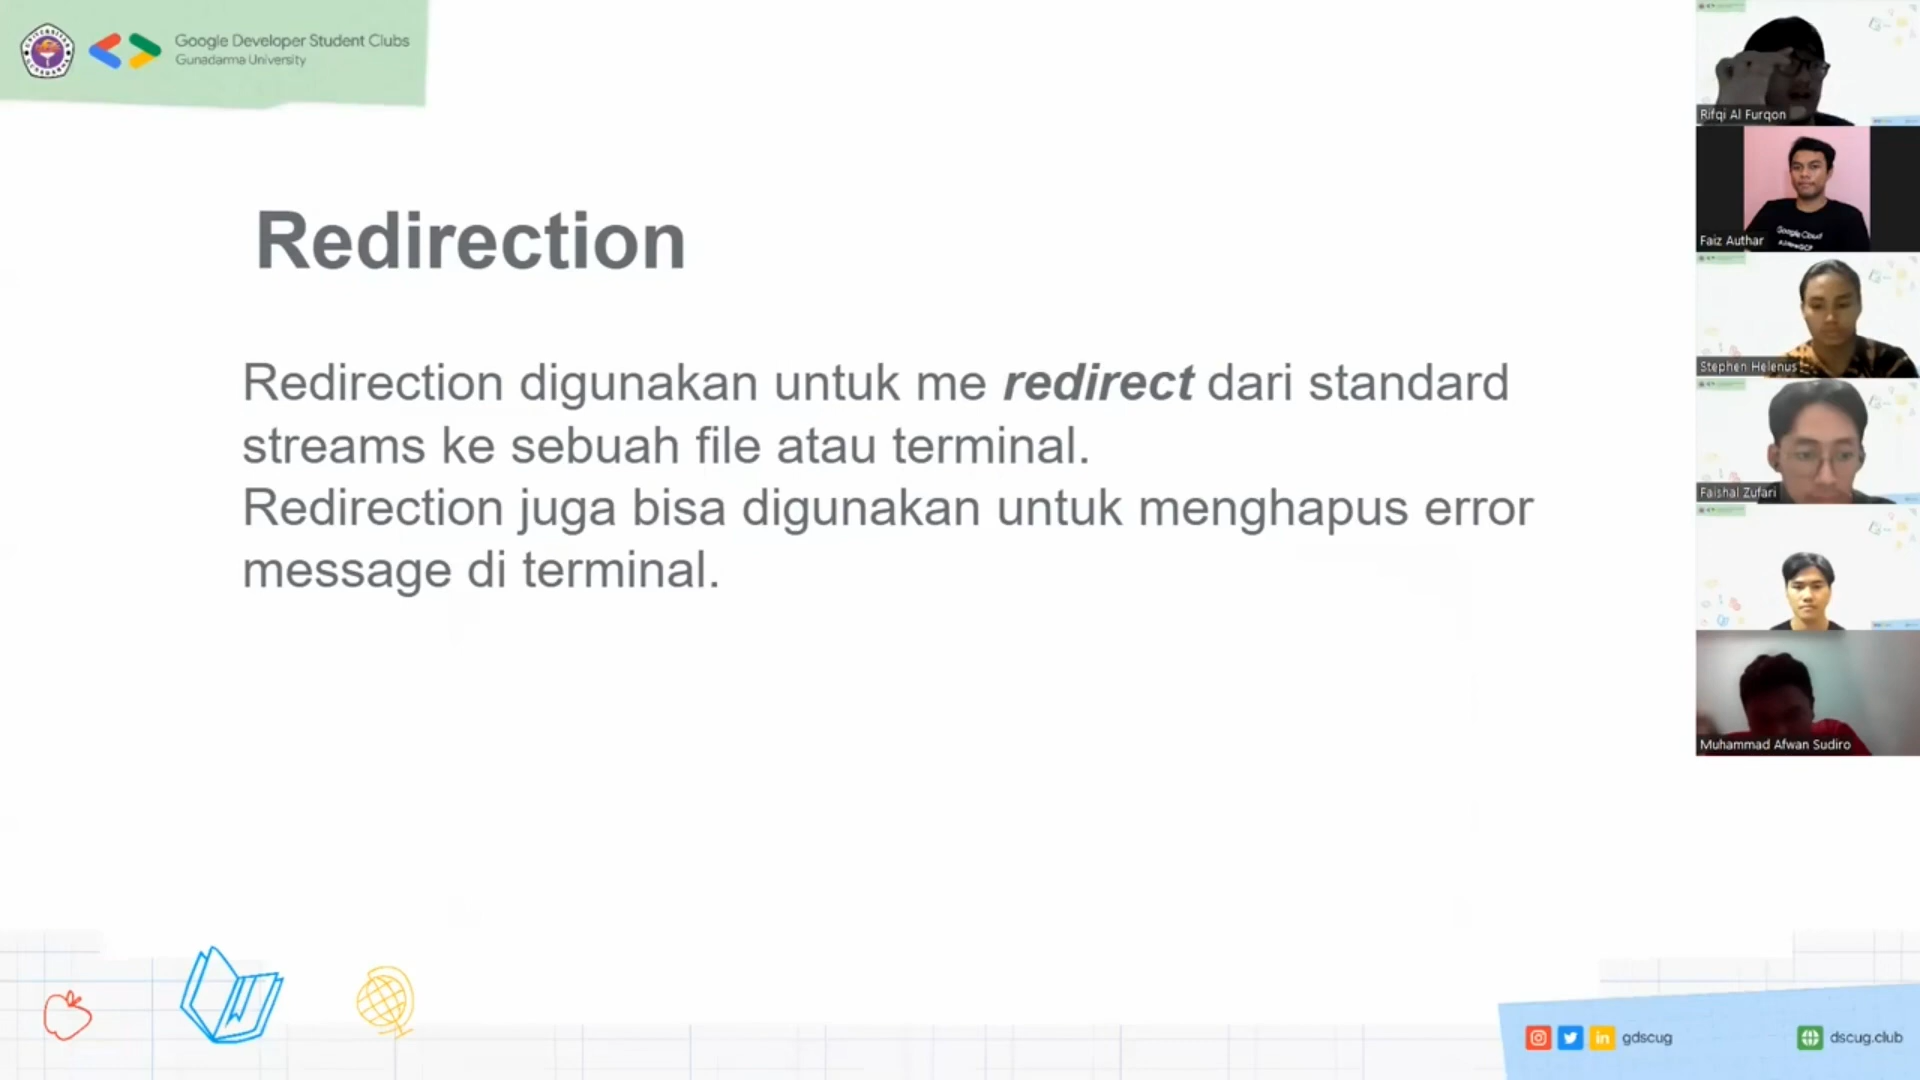 Google Developer Student Clubs
Gunadarma University
Redirection
Redirection digunakan untuk me redirect dari standard
streams ke sebuah file atau terminal.
Redirection juga bisa digunakan untuk menghapus error
message di terminal.
Rifqi Al Furqon
Faiz Authar
Google Cloud
Stephen Helenus
Faishal Zufari
Muhammad Afwan Sudiro
gdscug
dscug.club